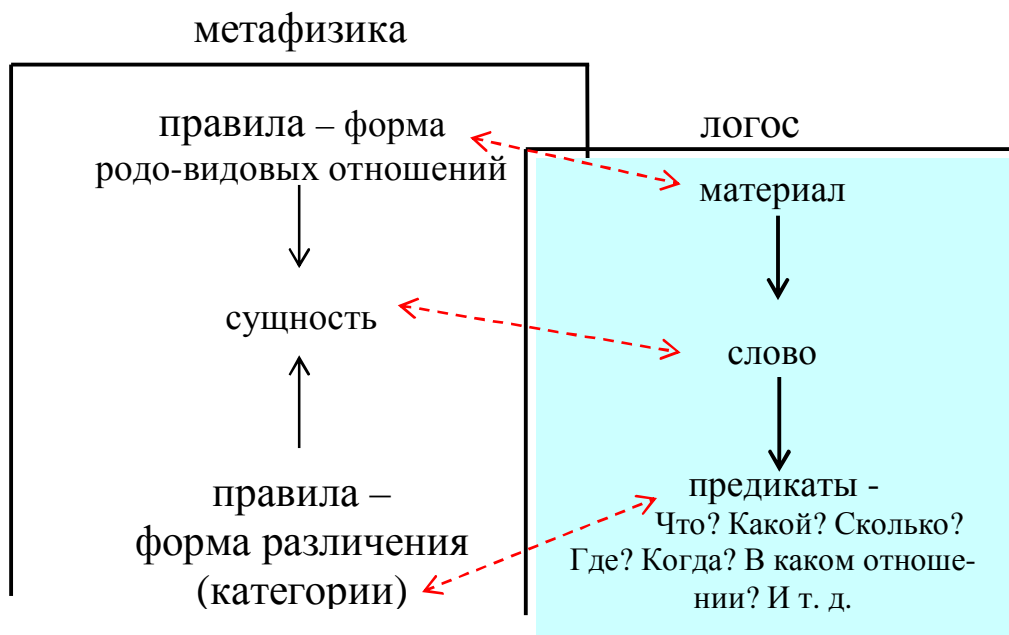 метафизика
правила – форма
родо-видовых отношений
сущность
правила –
форма различения
(категории)
логос
материал
слово
предикаты -
Что? Какой? Сколько?
Где? Когда? В каком отноше-
нии? И т. д.